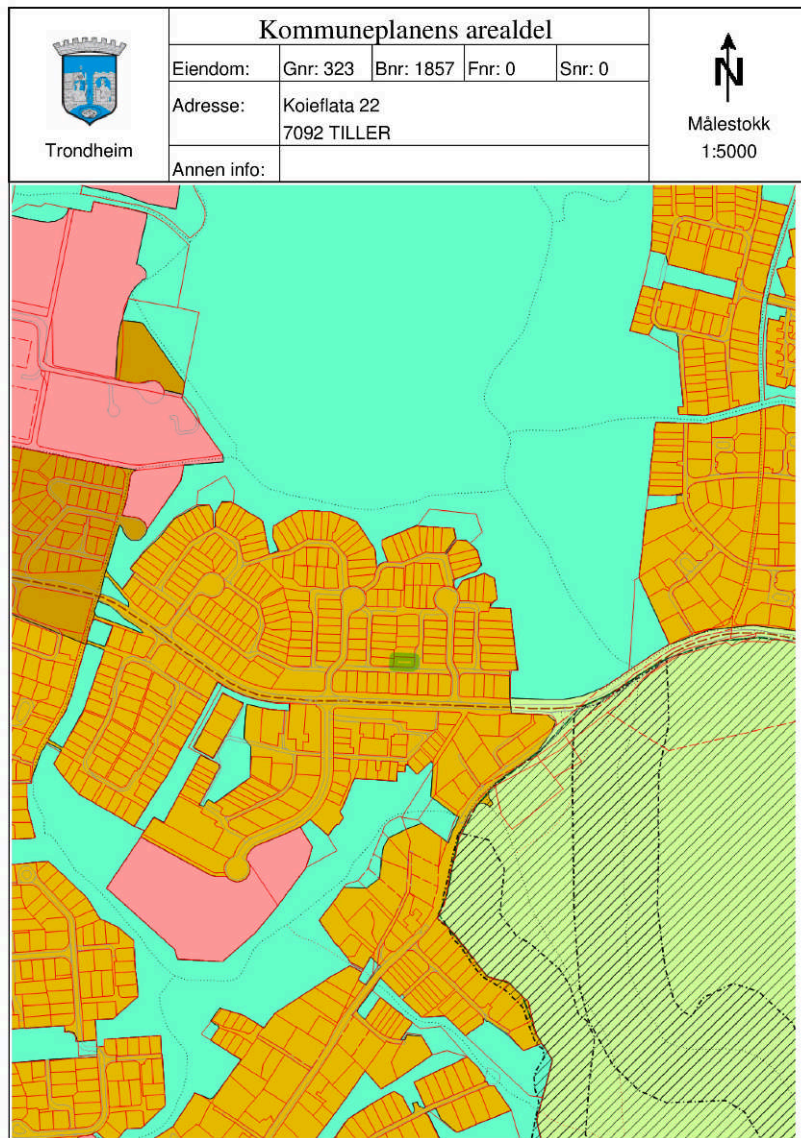 Kommuneplanens arealdel
Eiendom: Gnr: 323 Bnr: 1857 Fnr: 0 Snr: 0
Adresse: Koieflata 22
7092 TILLER
Annen info:
Trondheim
N
Målestokk
1:5000